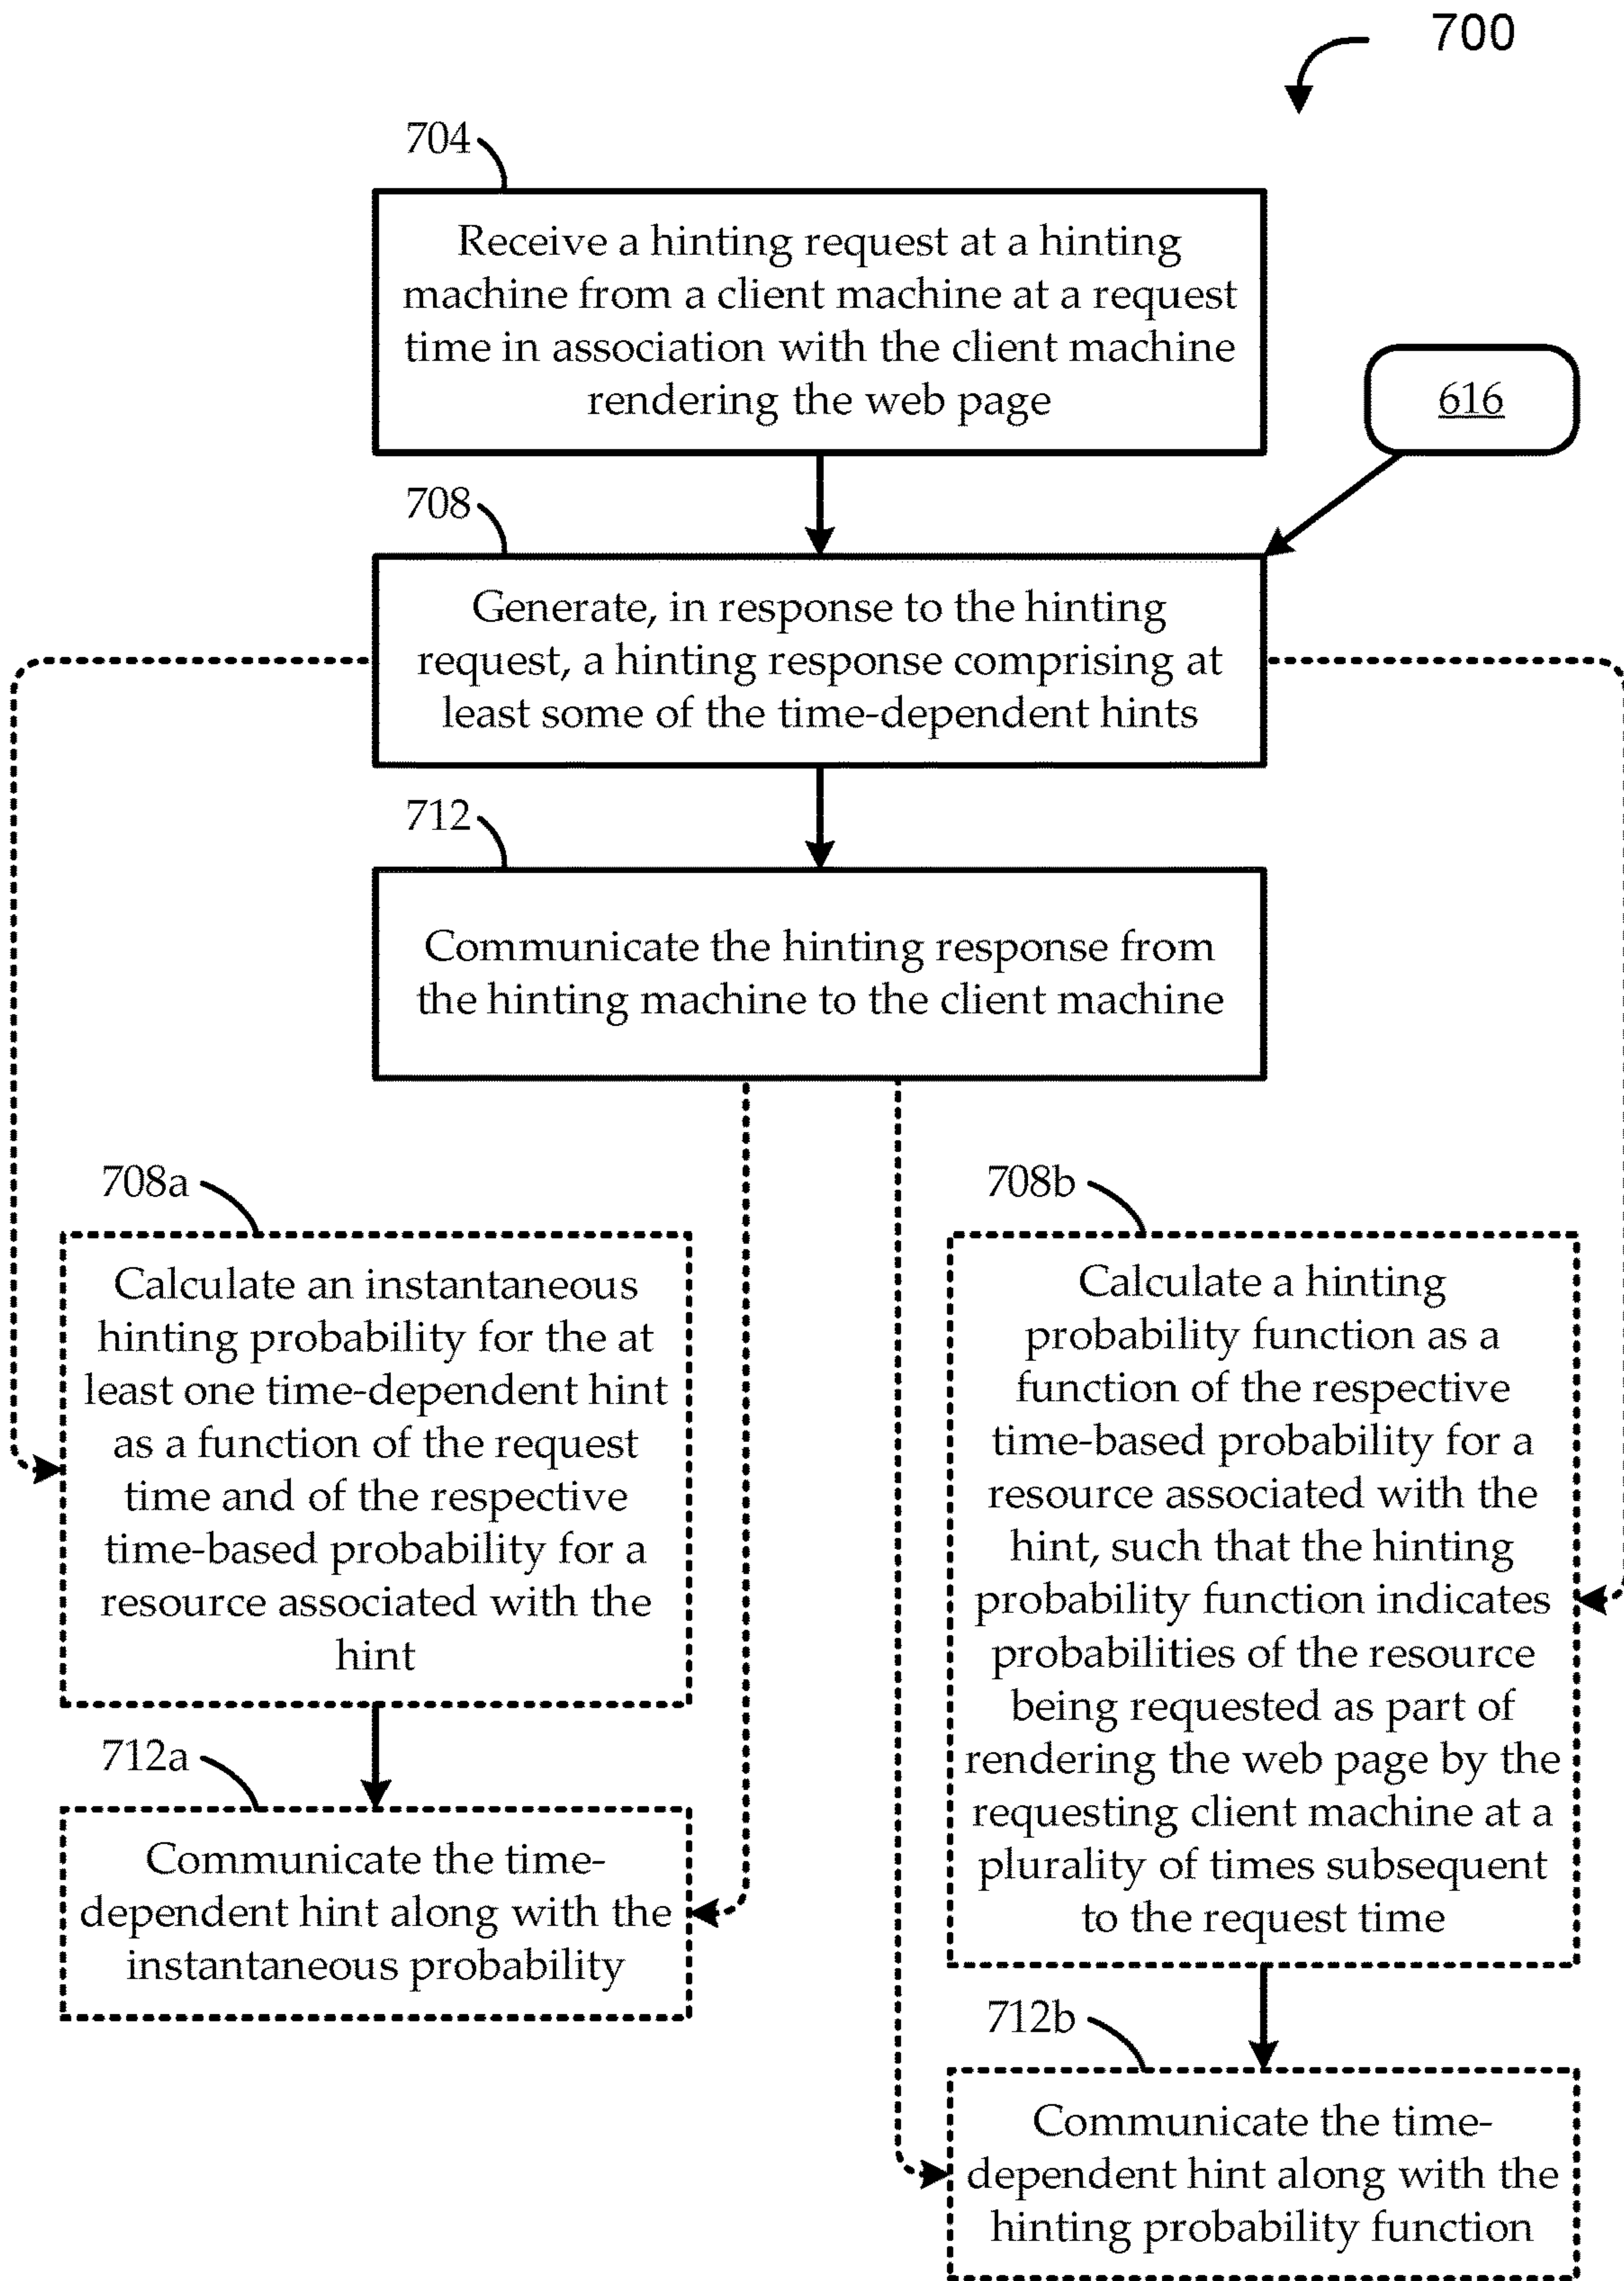 700
704
Receive a hinting request at a hinting
machine from a client machine at a request
time in association with the client machine
rendering the web page
616
708
Generate, in response to the hinting
request, a hinting response comprising at
least some of the time-dependent hints
712
Communicate the hinting response from
the hinting machine to the client machine
708a
Calculate an instantaneous
hinting probability for the at
least one time-dependent hint
as a function of the request
time and of the respective
time-based probability for a
resource associated with the
hint
712a
Communicate the time-
dependent hint along with the
instantaneous probability
708b
Calculate a hinting
probability function as a
function of the respective
time-based probability for a
resource associated with the
hint, such that the hinting
probability function indicates
probabilities of the resource
being requested as part of
rendering the web page by the
requesting client machine at a
plurality of times subsequent
to the request time
712b
Communicate the time-
dependent hint along with the
hinting probability function